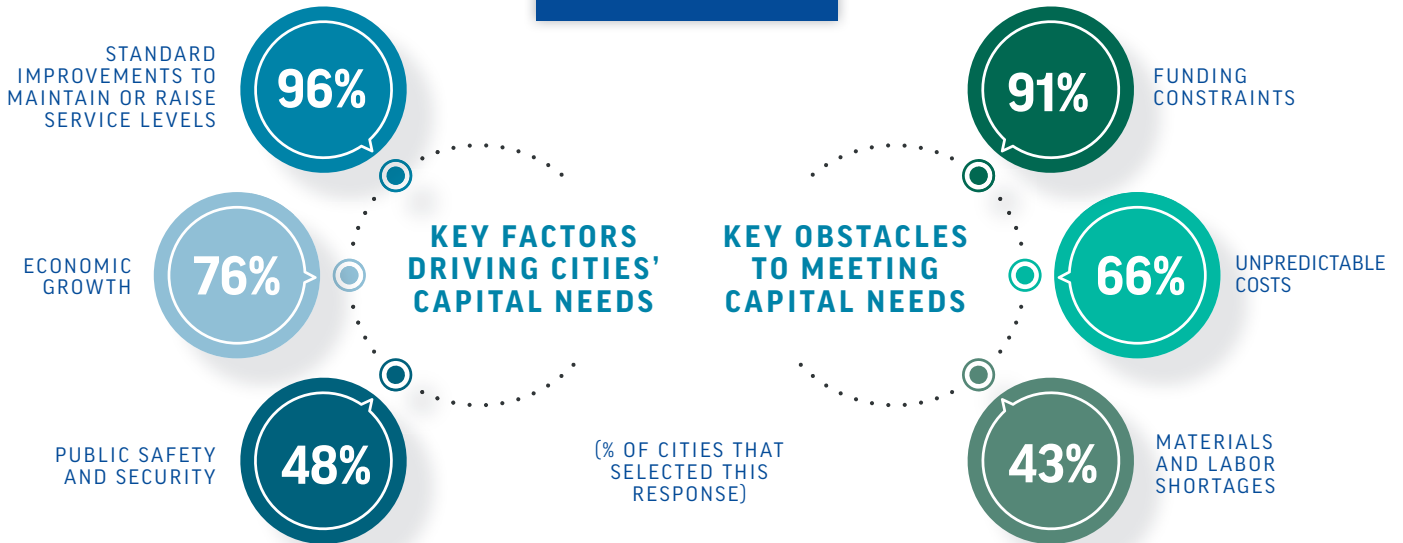 STANDARD
IMPROVEMENTS TO
MAINTAIN OR RAISE
SERVICE LEVELS
96%
ECONOMIC
GROWTH
76%
PUBLIC SAFETY
AND SECURITY
48%
KEY FACTORS
DRIVING CITIES’
CAPITAL NEEDS
KEY OBSTACLES
TO MEETING
CAPITAL NEEDS
91%
FUNDING
CONSTRAINTS
66%
UNPREDICTABLE
COSTS
43%
MATERIALS
AND LABOR
SHORTAGES
(% OF CITIES THAT
SELECTED THIS
RESPONSE)